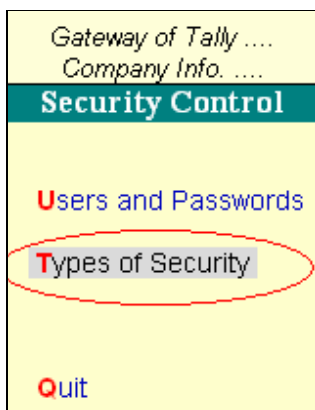 Gateway of Tally ....
Company Info. ....
Security Control
Users and Passwords
Types of Security
Quit